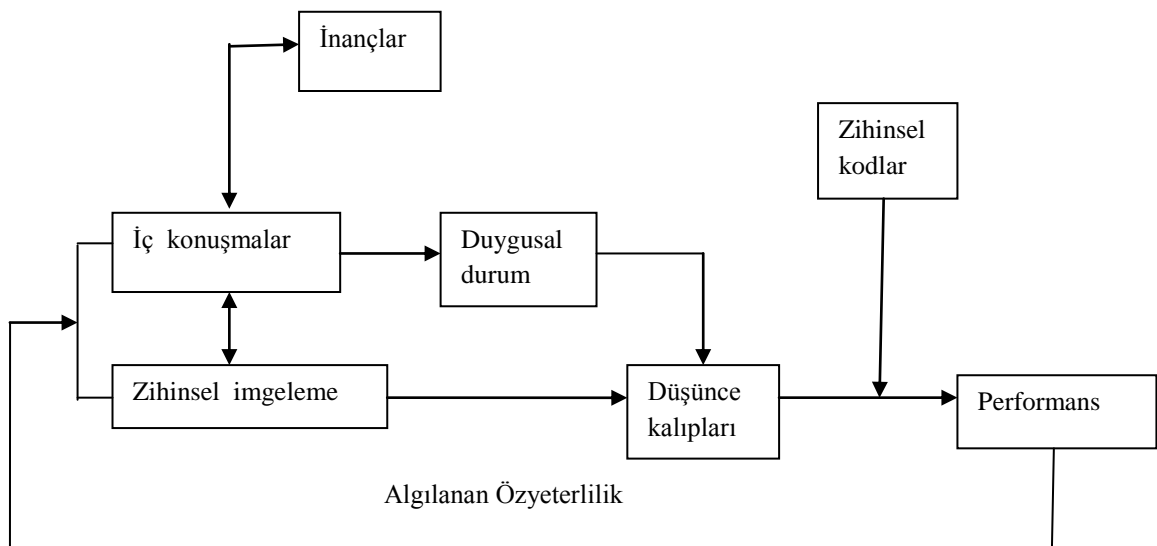 İnançlar
Zihinsel
kodlar
İç konuşmalar
Duygusal
durum
Zihinsel imgeleme
Düşünce
kalıpları
Performans
Algılanan Özyeterlilik